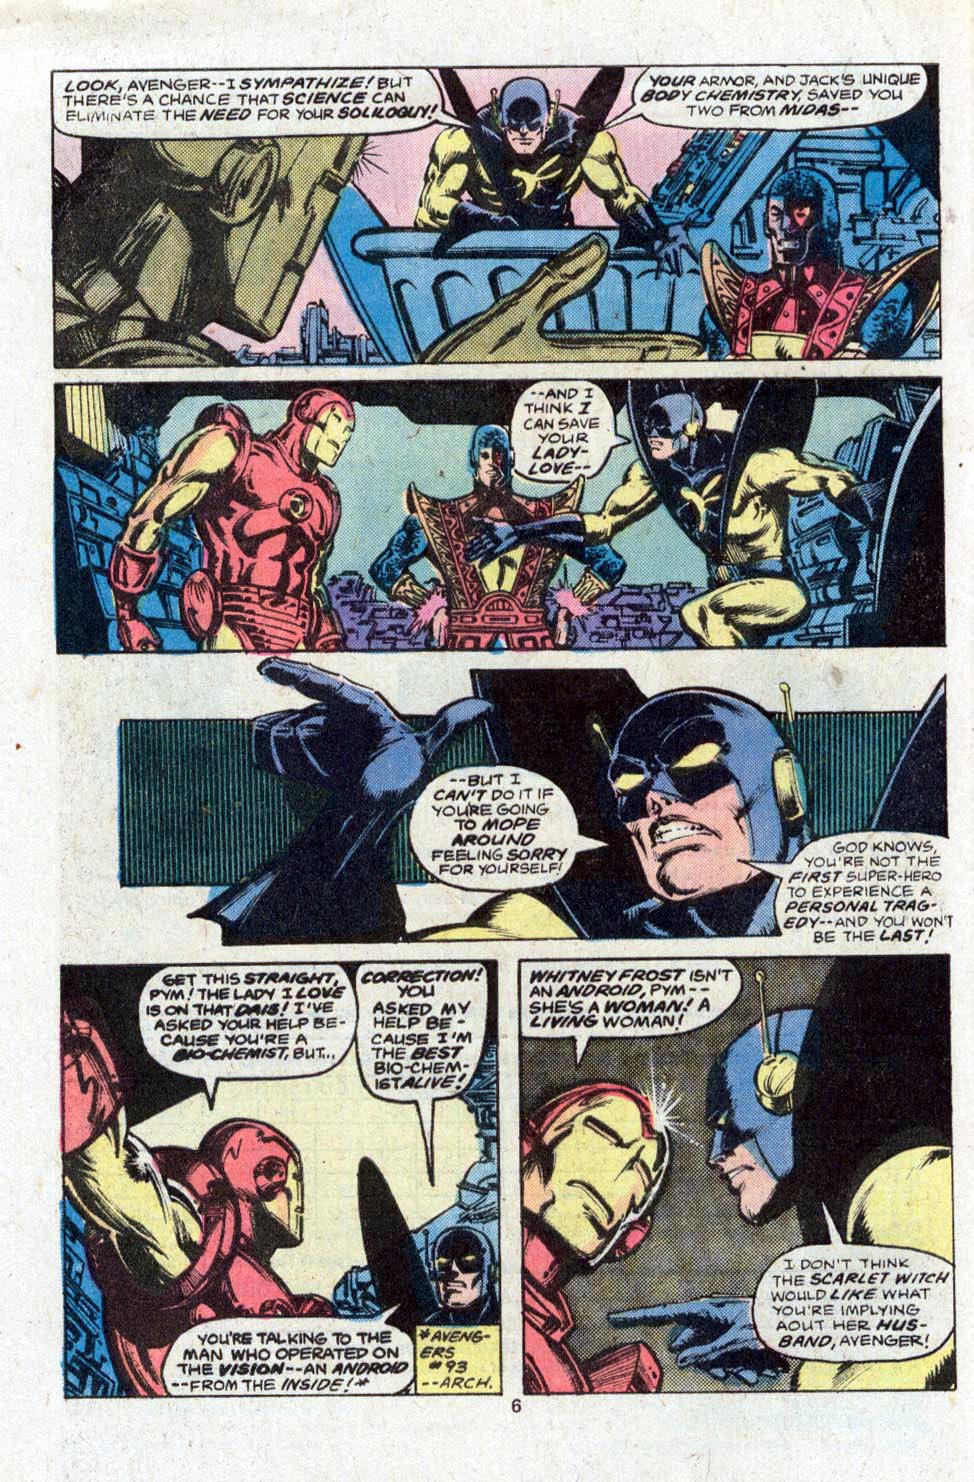 LOOK, AVENGER--I SYMPATHIZE! BUT
THERE'S A CHANCE THAT SCIENCE CAN
ELIMINATE THE NEED FOR YOUR SOLILOQUY!
YOUR ARMOR, AND JACK'S UNIQUE
BODY CHEMISTRY, SAVED YOU
TWO FROM MIDAS--
--AND I
THINK I
CAN SAVE
YOUR
LADY-
LOVE--
--BUT I
CAN'T DO IT IF
YOU'RE GOING
TO MOPE
AROUND
FEELING SORRY
FOR YOURSELF!
GOD KNOWS,
YOU'RE NOT THE
FIRST SUPER-HERO
TO EXPERIENCE A
PERSONAL TRAG-
EDY--AND YOU WON'T
BE THE LAST!
GET THIS STRAIGHT,
PYM! THE LADY I LOVE
IS ON THAT DAIS! I'VE
ASKED YOUR HELP BE-
CAUSE YOU'RE A
BIO-CHEMIST, BUT...
CORRECTION!
YOU
ASKED MY
HELP BE-
CAUSE I'M
THE BEST
BIO-CHEM-
IST ALIVE!
YOU'RE TALKING TO THE
MAN WHO OPERATED ON
THE VISION--AN ANDROID
--FROM THE INSIDE!*
*AVENG-
ERS
#93
--ARCH.
WHITNEY FROST ISN'T
AN ANDROID, PYM--
SHE'S A WOMAN! A
LIVING WOMAN!
I DON'T THINK
THE SCARLET WITCH
WOULD LIKE WHAT
YOU'RE IMPLYING
AOUT HER HUS-
BAND, AVENGER!
6